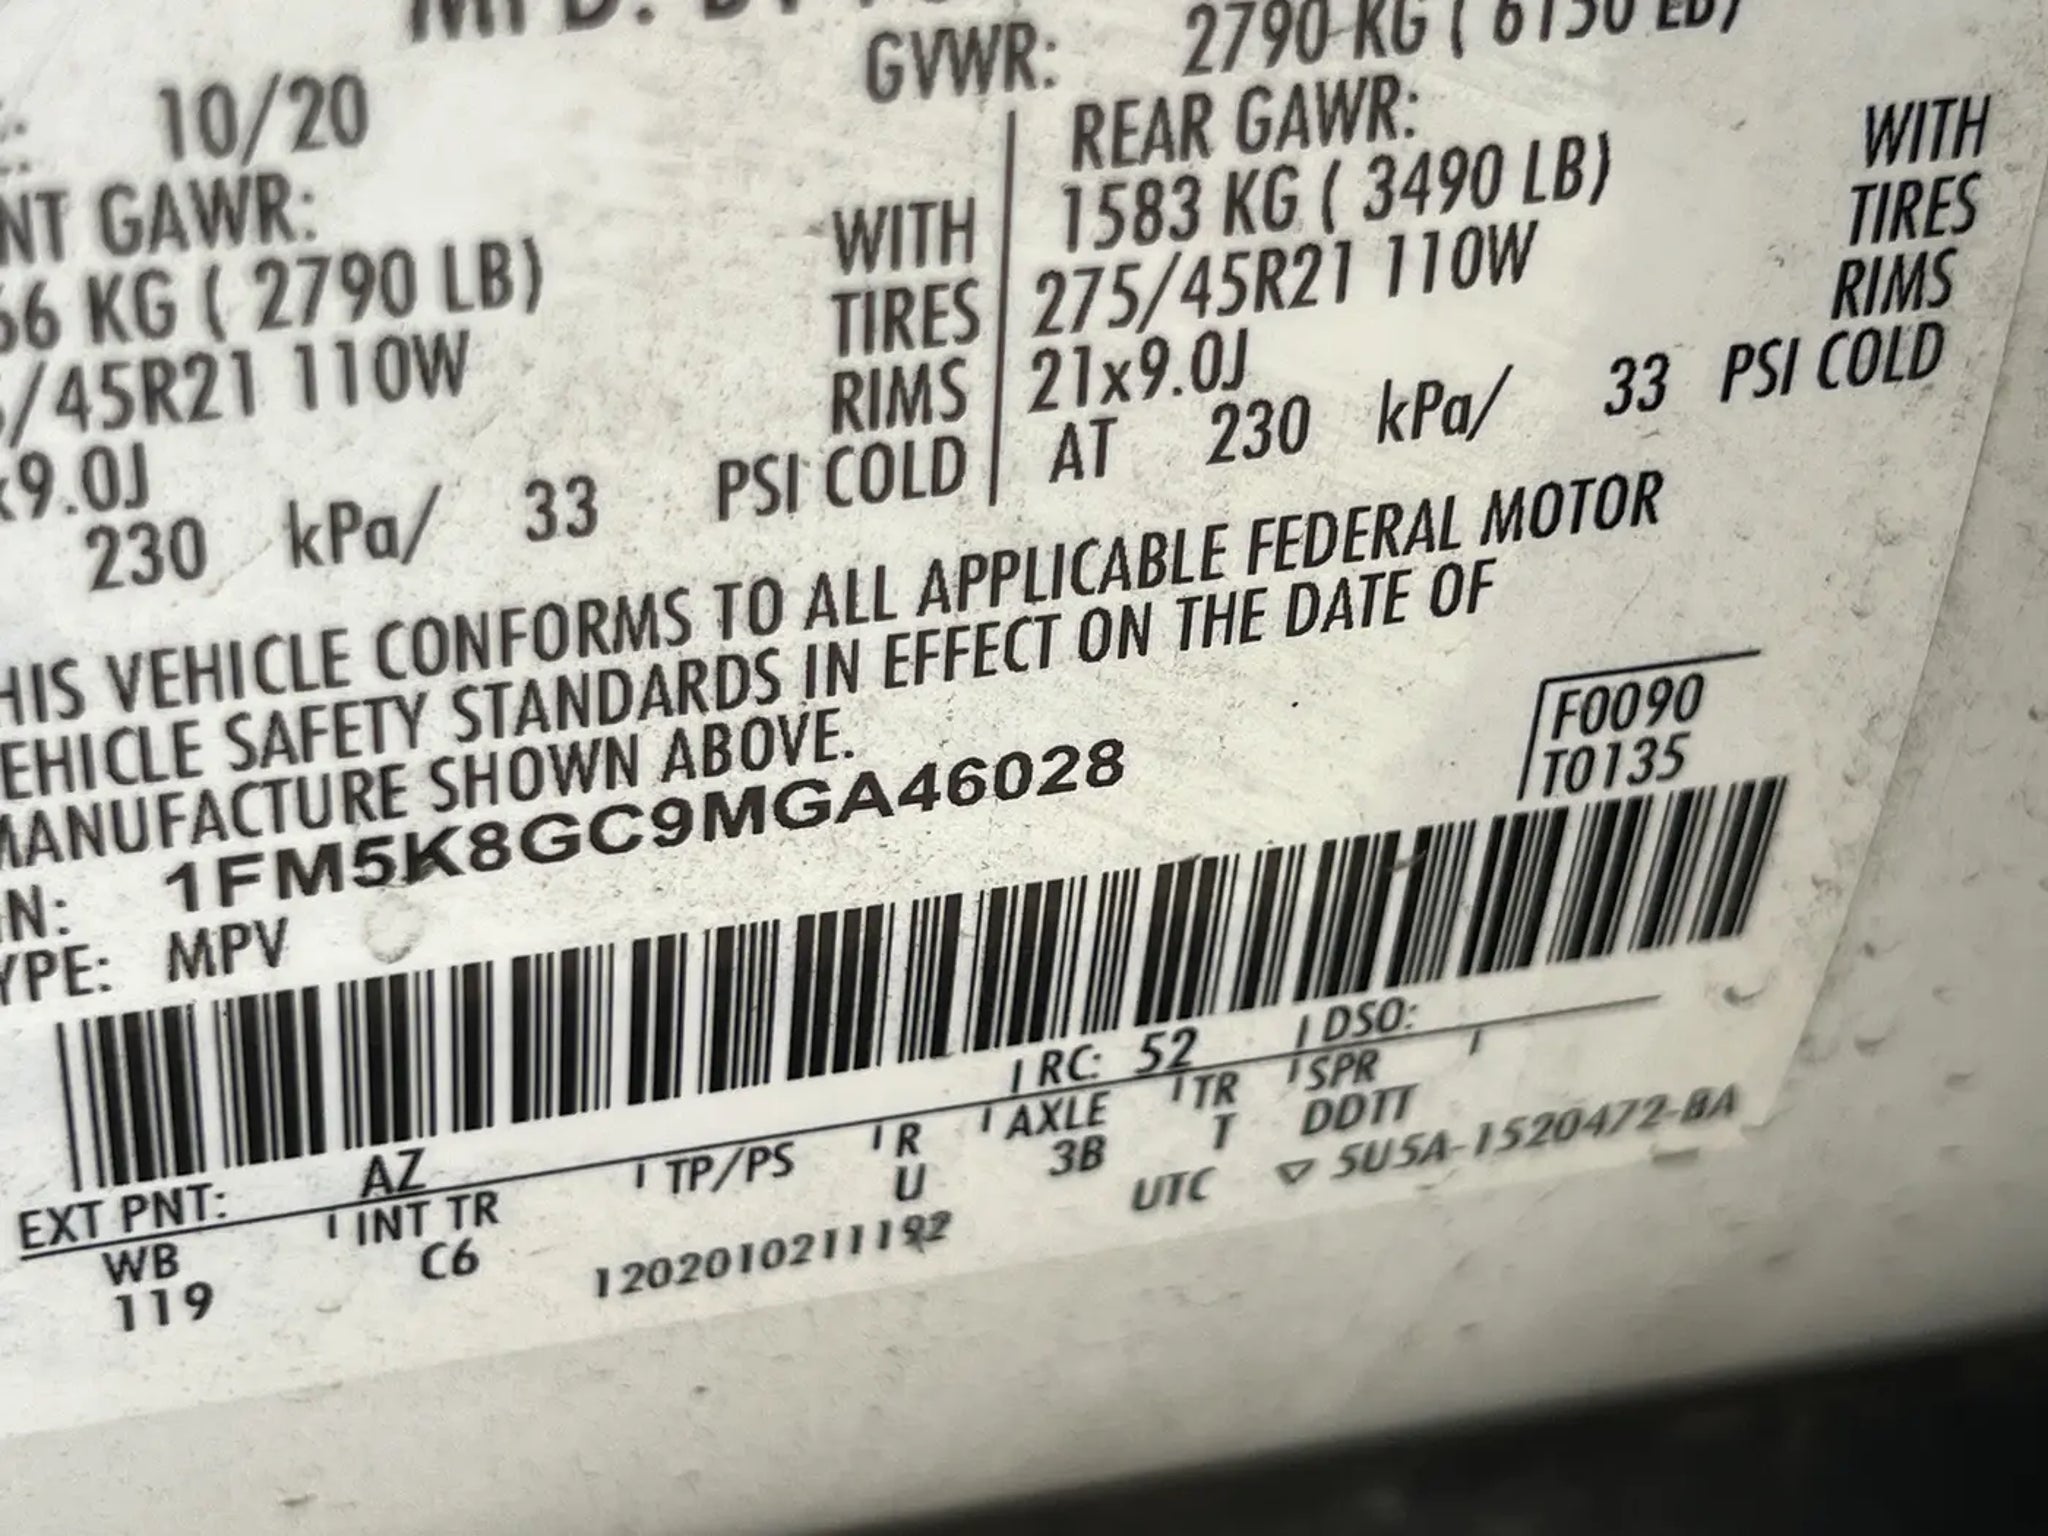 10/20
GVWR: 2790 KG ( 6150 LB)
GAWR:
KG ( 2790 LB) WITH
/45R21 110W TIRES
9.0J RIMS
230 kPa/ 33 PSI COLD
REAR GAWR:
1583 KG ( 3490 LB) WITH
275/45R21 110W TIRES
21x9.0J RIMS
AT 230 kPa/ 33 PSI COLD
HIS VEHICLE CONFORMS TO ALL APPLICABLE FEDERAL MOTOR
EHICLE SAFETY STANDARDS IN EFFECT ON THE DATE OF
MANUFACTURE SHOWN ABOVE.
IN: 1FM5K8GC9MGA46028
YPE: MPV
F0090
T0135
EXT PNT: AZ RC: 52 DSO:
WB INT TR TP/PS R AXLE TR SPR
119 C6 U 3B T DDTT
1202010211192 UTC ▽ 5U5A-1520472-BA